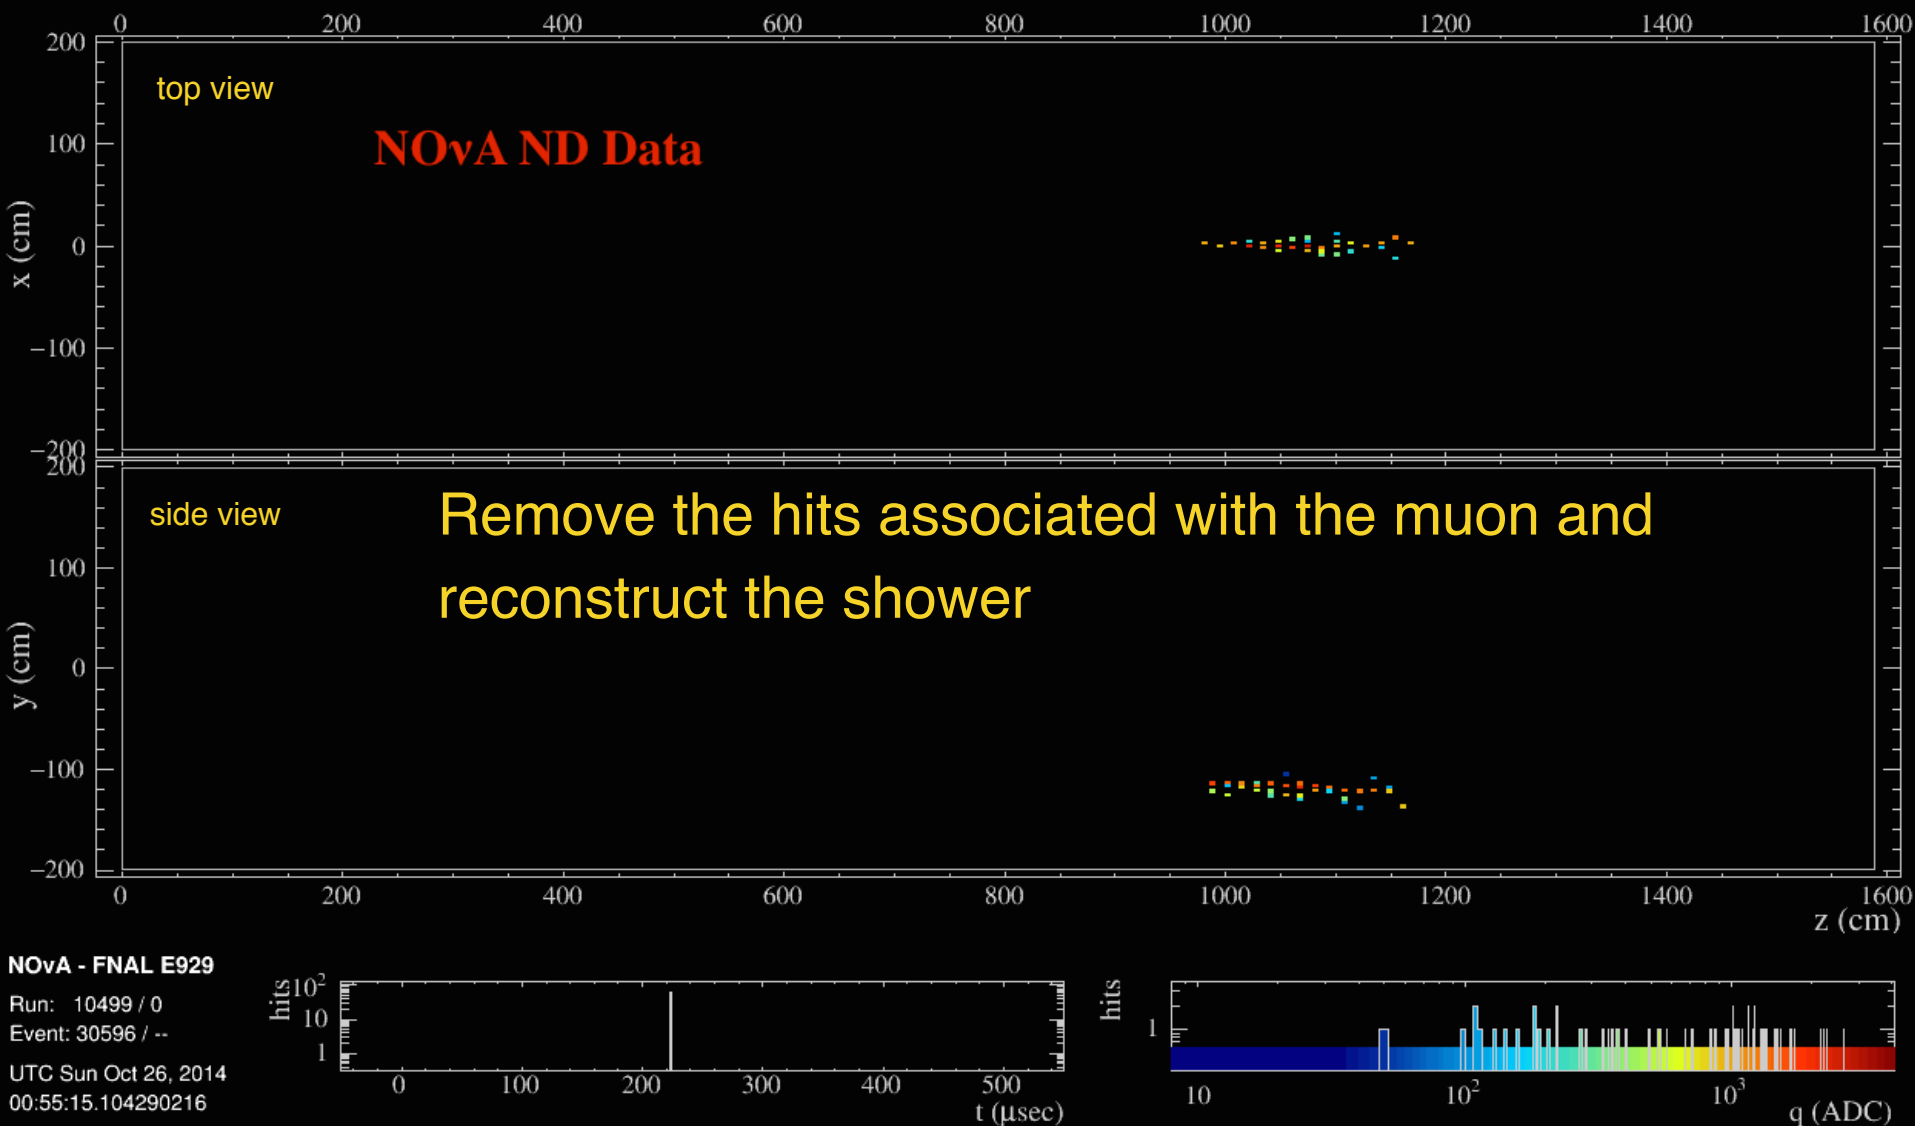 0 200 400 600 800 1000 1200 1400 1600
200
top view
NOνA ND Data
100
x (cm)
0
−100
−200
200
side view
Remove the hits associated with the muon and
reconstruct the shower
100
y (cm)
0
−100
−200
0 200 400 600 800 1000 1200 1400 1600
z (cm)
NOvA - FNAL E929
Run: 10499 / 0
Event: 30596 / --
UTC Sun Oct 26, 2014
00:55:15.104290216
hits
10²
10
1
0 100 200 300 400 500
t (μsec)
hits
1
10 10² 10³
q (ADC)